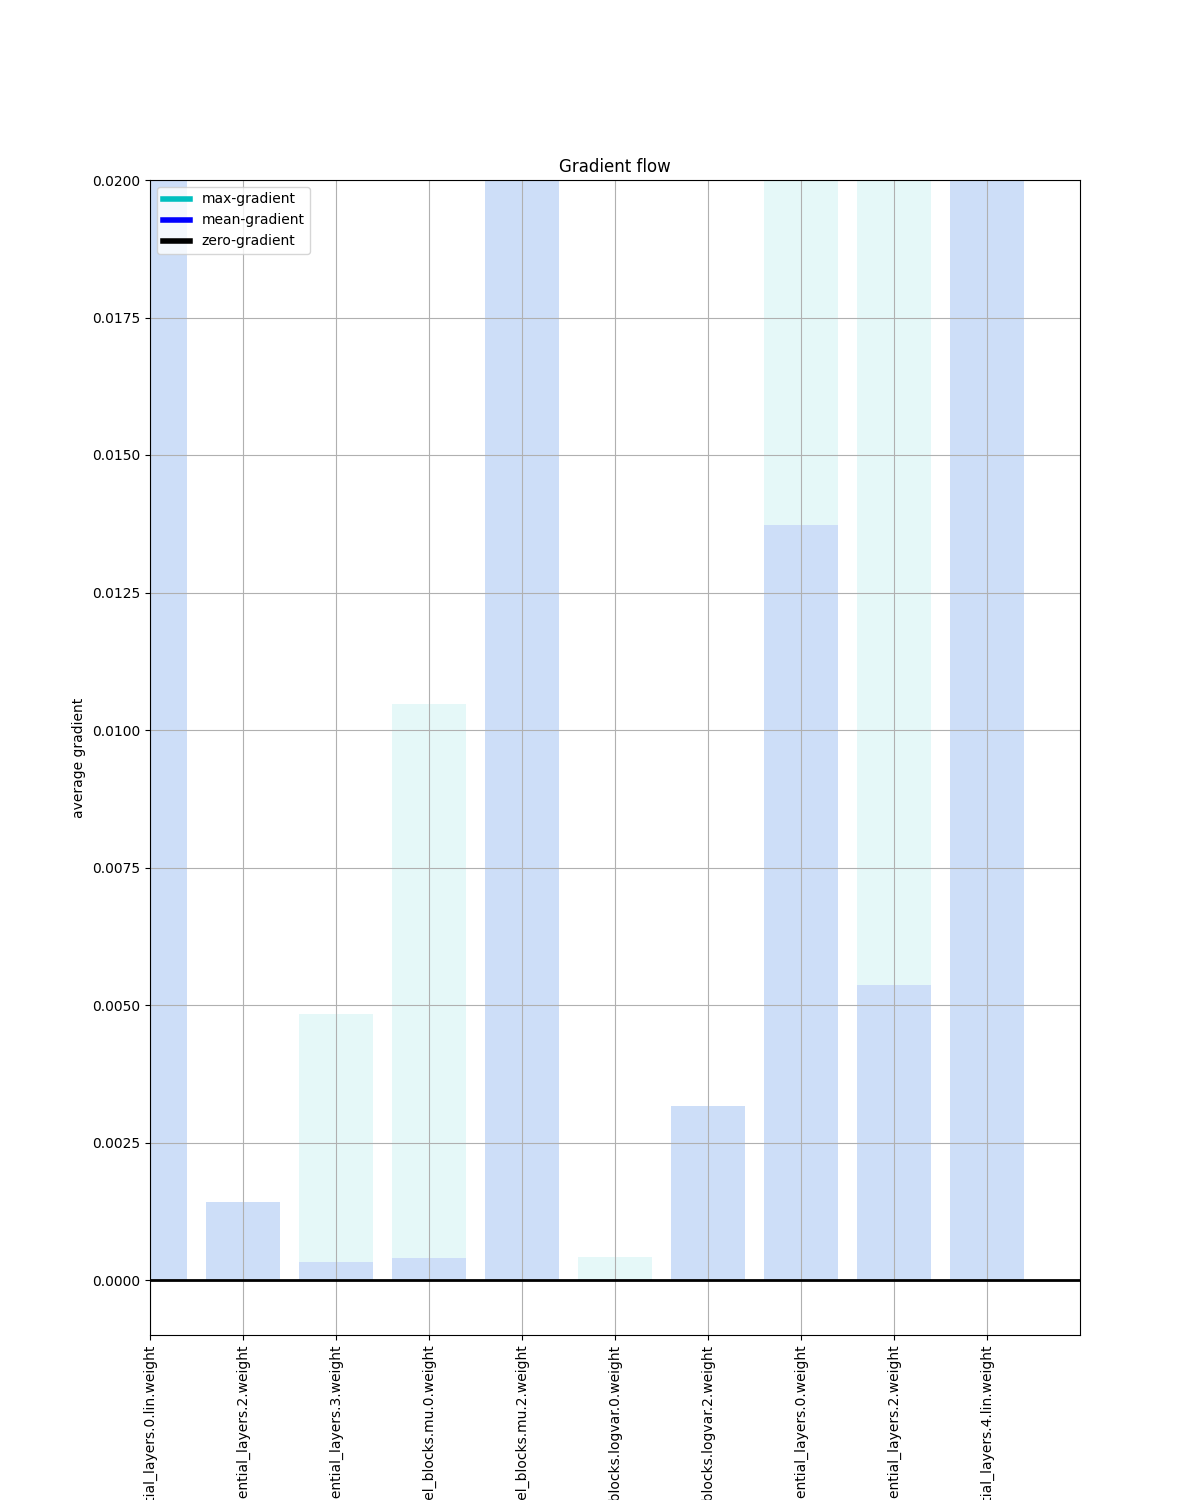 Gradient flow
max-gradient
mean-gradient
zero-gradient
0.0200
0.0175
0.0150
0.0125
0.0100
0.0075
0.0050
0.0025
0.0000
average gradient
tial_layers.0.lin.weight
ential_layers.2.weight
ential_layers.3.weight
el_blocks.mu.0.weight
el_blocks.mu.2.weight
blocks.logvar.0.weight
blocks.logvar.2.weight
ential_layers.0.weight
ential_layers.2.weight
tial_layers.4.lin.weight